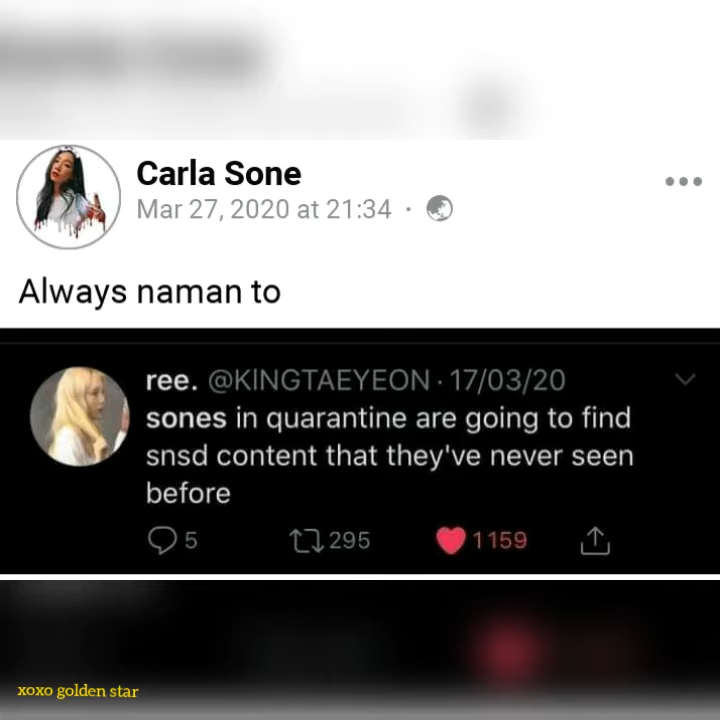 Carla Sone
Mar 27, 2020 at 21:34 ·
Always naman to
ree. @KINGTAEYEON · 17/03/20
sones in quarantine are going to find
snsd content that they've never seen
before
5 295 1159
xoxo golden star